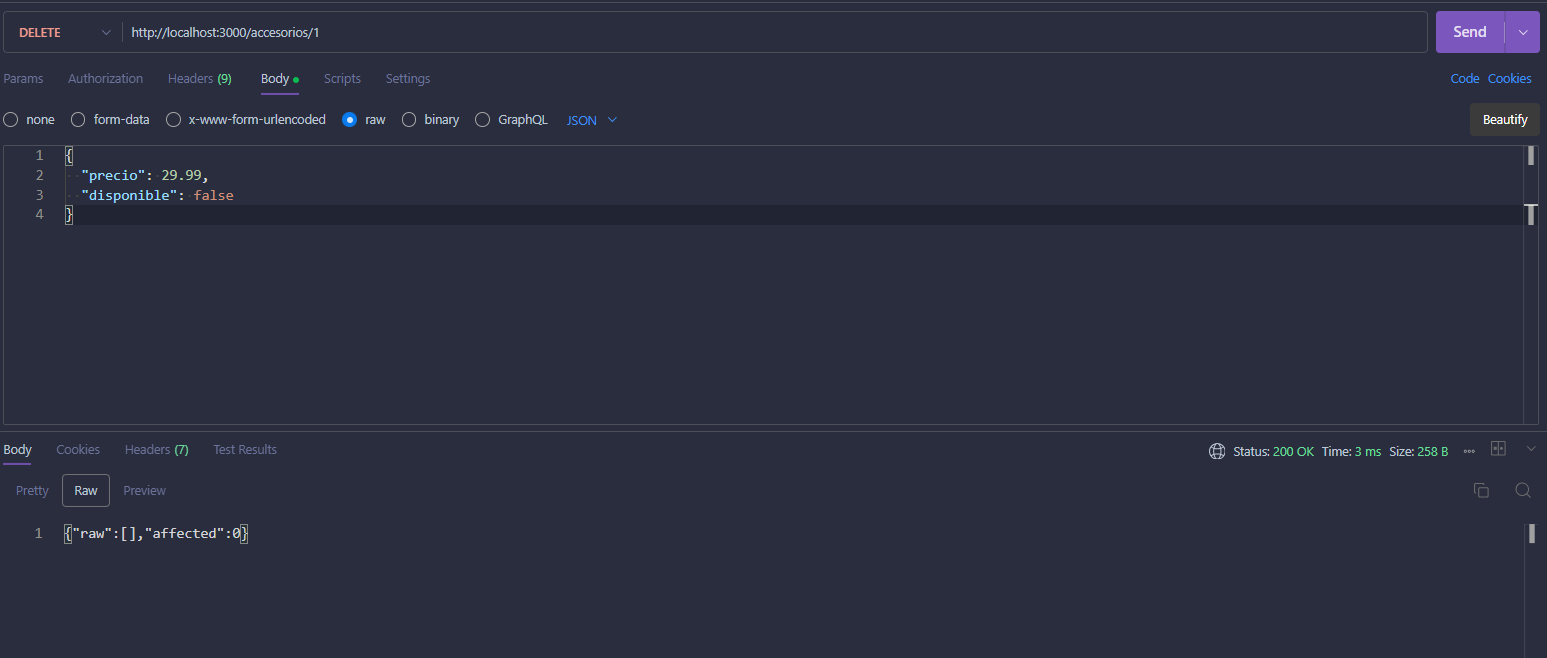 DELETE http://localhost:3000/accesorios/1 Send
Params Authorization Headers (9) Body Scripts Settings Code Cookies
none form-data x-www-form-urlencoded raw binary GraphQL JSON Beautify
1 {
2 "precio": 29.99,
3 "disponible": false
4 }
Body Cookies Headers (7) Test Results Status: 200 OK Time: 3 ms Size: 258 B
Pretty Raw Preview
1 {"raw":[],"affected":0}